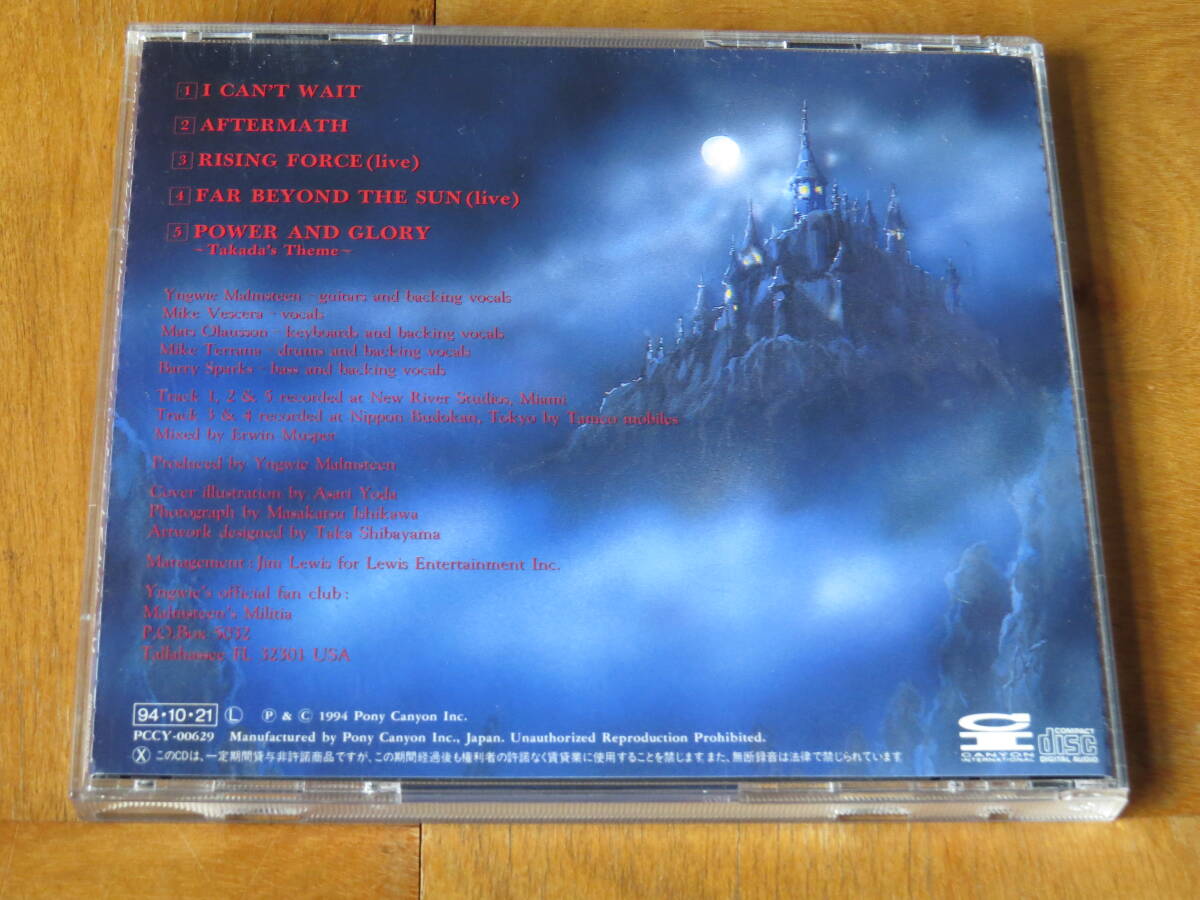 1 I CAN'T WAIT
2 AFTERMATH
3 RISING FORCE (live)
4 FAR BEYOND THE SUN (live)
5 POWER AND GLORY
~Takada's Theme~
Yngwie Malmsteen - guitars and backing vocals
Mike Vescera - vocals
Mats Olausson - keyboards and backing vocals
Mike Terrana - drums and backing vocals
Barry Sparks - bass and backing vocals
Track 1, 2 & 5 recorded at New River Studios, Miami
Track 3 & 4 recorded at Nippon Budokan, Tokyo by Tamco mobiles
Mixed by Erwin Musper
Produced by Yngwie Malmsteen
Cover illustration by Asari Yoda
Photograph by Masakatsu Ishikawa
Artwork designed by Taka Shibayama
Management : Jim Lewis for Lewis Entertainment Inc.
Yngwie's official fan club :
Malmsteen's Militia
P.O.Box 5032
Tallahassee FL 32301 USA
94・10・21 Ⓛ Ⓟ & © 1994 Pony Canyon Inc.
PCCY-00629 Manufactured by Pony Canyon Inc., Japan. Unauthorized Reproduction Prohibited.
Ⓧ このCDは、一定期間貸与非許諾商品ですが、この期間経過後も権利者の許諾なく賃貸業に使用することを禁じます。また、無断録音は法律で禁じられています
CANYON
COMPACT
disc
DIGITAL AUDIO